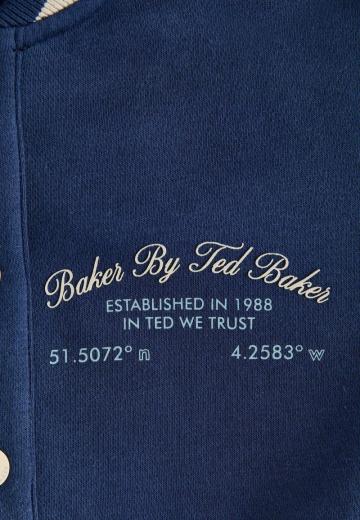 Baker By Ted Baker
ESTABLISHED IN 1988
IN TED WE TRUST
51.5072° n 4.2583° w